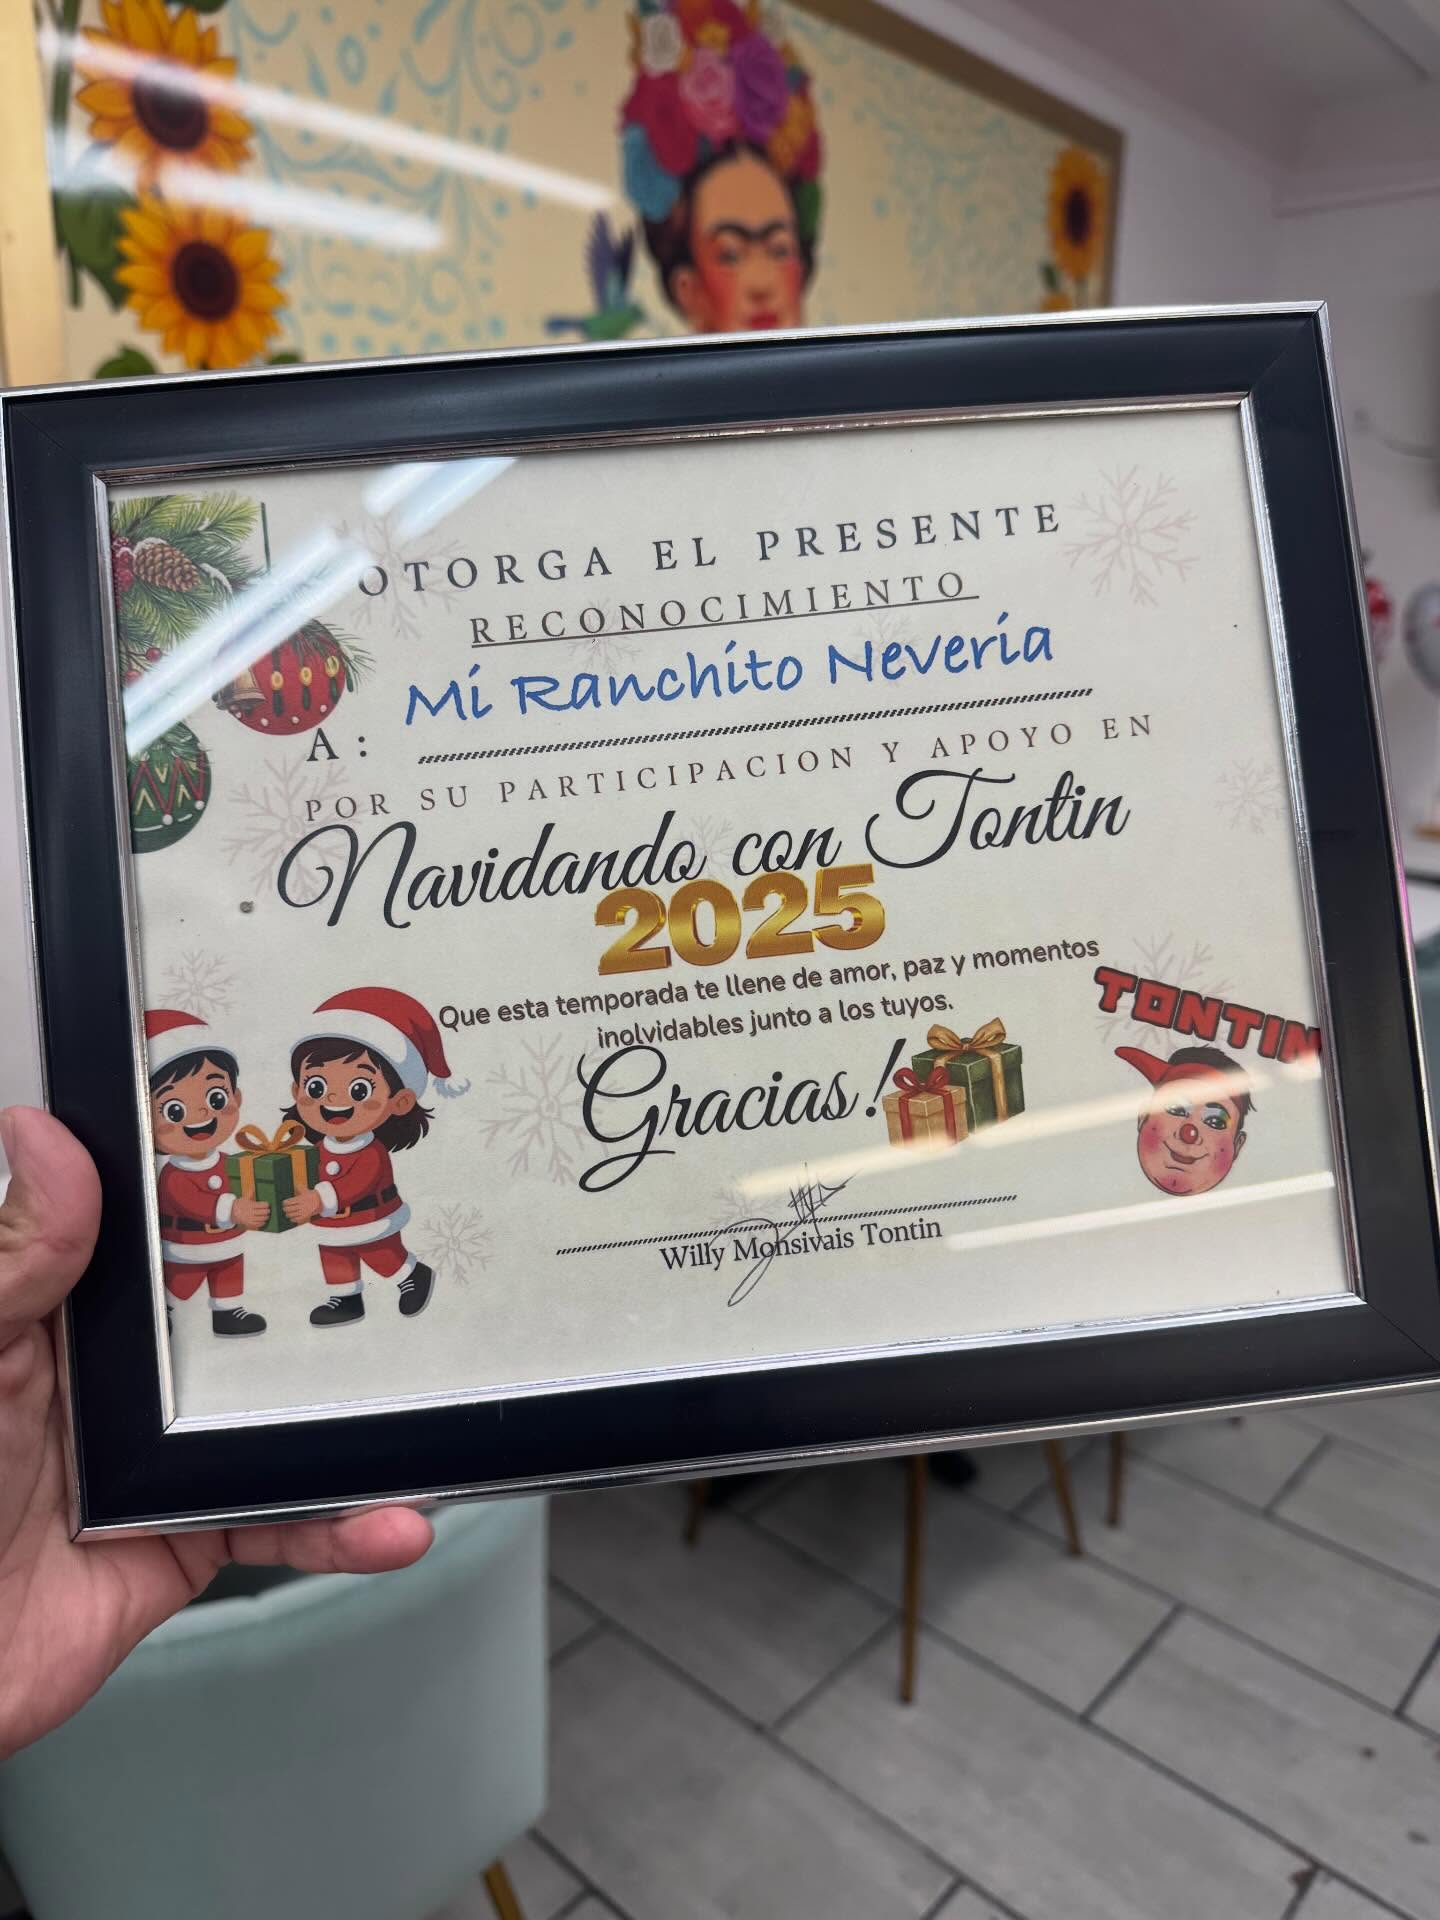 OTORGA EL PRESENTE
RECONOCIMIENTO
Mi Ranchito Nevería
A:
POR SU PARTICIPACION Y APOYO EN
Navidando con Tontin
2025
Que esta temporada te llene de amor, paz y momentos
inolvidables junto a los tuyos.
Gracias!
TONTIN
Willy Monsivais Tontin